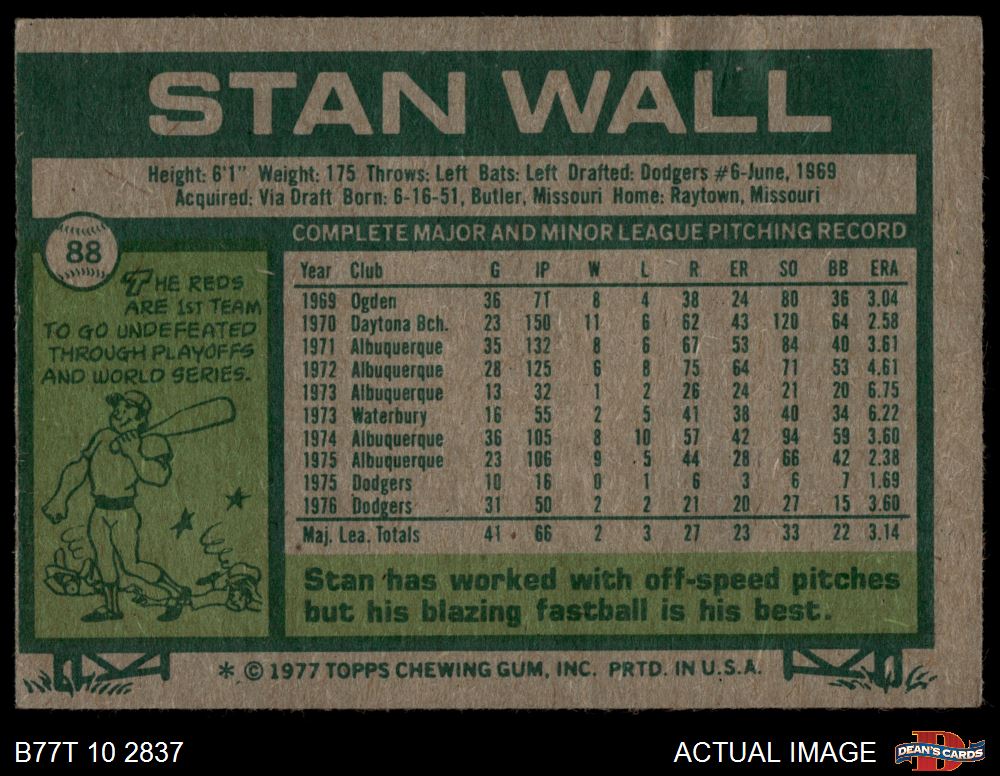 STAN WALL
Height: 6'1" Weight: 175 Throws: Left Bats: Left Drafted: Dodgers #6-June, 1969
Acquired: Via Draft Born: 6-16-51, Butler, Missouri Home: Raytown, Missouri
88
THE REDS
ARE 1ST TEAM
TO GO UNDEFEATED
THROUGH PLAYOFFS
AND WORLD SERIES.
COMPLETE MAJOR AND MINOR LEAGUE PITCHING RECORD
Year Club G IP W L R ER SO BB ERA
1969 Ogden 36 71 8 4 38 24 80 36 3.04
1970 Daytona Bch. 23 150 11 6 62 43 120 64 2.58
1971 Albuquerque 35 132 8 6 67 53 84 40 3.61
1972 Albuquerque 28 125 6 8 75 64 71 53 4.61
1973 Albuquerque 13 32 1 2 26 24 21 20 6.75
1973 Waterbury 16 55 2 5 41 38 40 34 6.22
1974 Albuquerque 36 105 8 10 57 42 94 59 3.60
1975 Albuquerque 23 106 9 5 44 28 66 42 2.38
1975 Dodgers 10 16 0 1 6 3 6 7 1.69
1976 Dodgers 31 50 2 2 21 20 27 15 3.60
Maj. Lea. Totals 41 66 2 3 27 23 33 22 3.14
Stan has worked with off-speed pitches
but his blazing fastball is his best.
* © 1977 TOPPS CHEWING GUM, INC. PRTD. IN U.S.A.
B77T 10 2837
ACTUAL IMAGE
DEAN'S CARDS